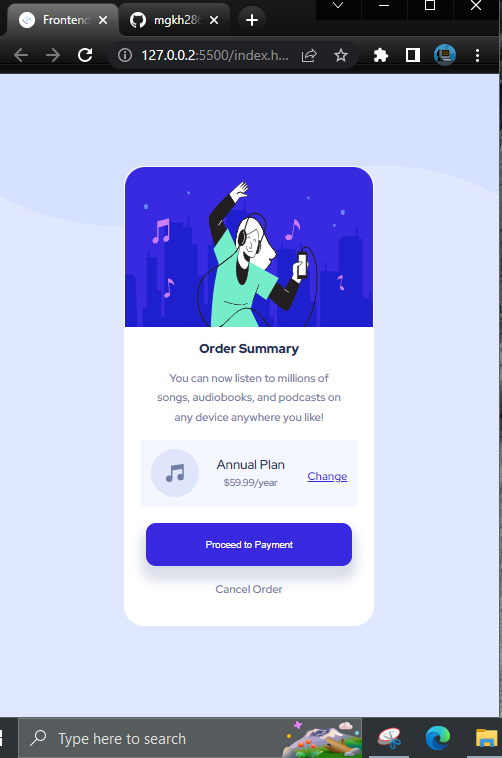 Frontend
mgkh286
127.0.0.2:5500/index.h...
Order Summary
You can now listen to millions of
songs, audiobooks, and podcasts on
any device anywhere you like!
Annual Plan
$59.99/year
Change
Proceed to Payment
Cancel Order
Type here to search